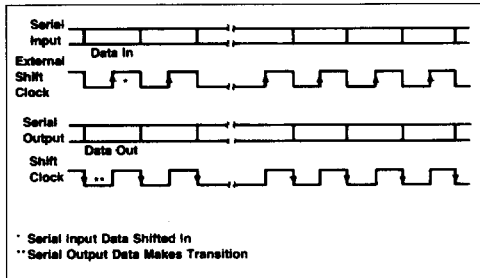 Serial
Input
Data In
External
Shift
Clock
*
Serial
Output
Data Out
Shift
Clock
**
* Serial Input Data Shifted In
** Serial Output Data Makes Transition